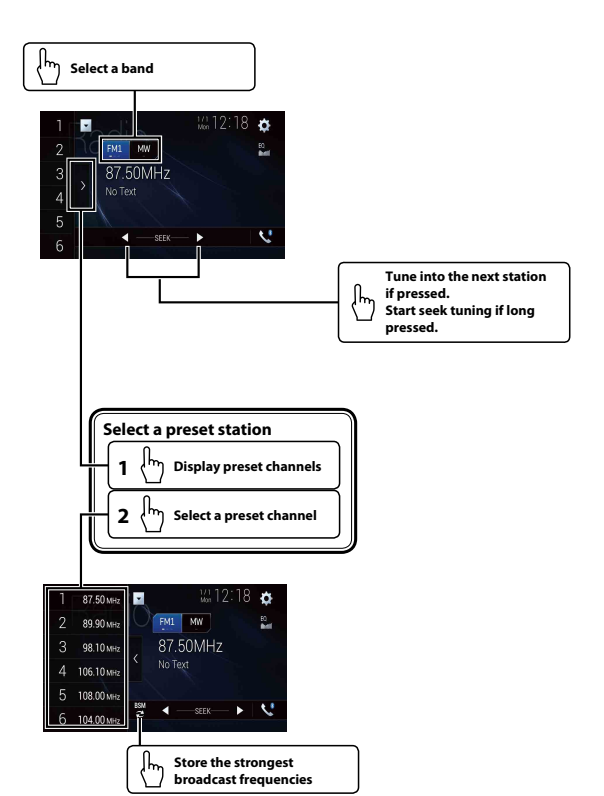 Select a band
1
2
3
4
5
6
Radio
1/1
Mon
12:18
EQ
FM1 MW
87.50MHz
No Text
SEEK
Tune into the next station
if pressed.
Start seek tuning if long
pressed.
Select a preset station
1 Display preset channels
2 Select a preset channel
1 87.50 MHz
2 89.90 MHz
3 98.10 MHz
4 106.10 MHz
5 108.00 MHz
6 104.00 MHz
1/1
Mon
12:18
EQ
FM1 MW
87.50MHz
No Text
BSM
SEEK
Store the strongest
broadcast frequencies